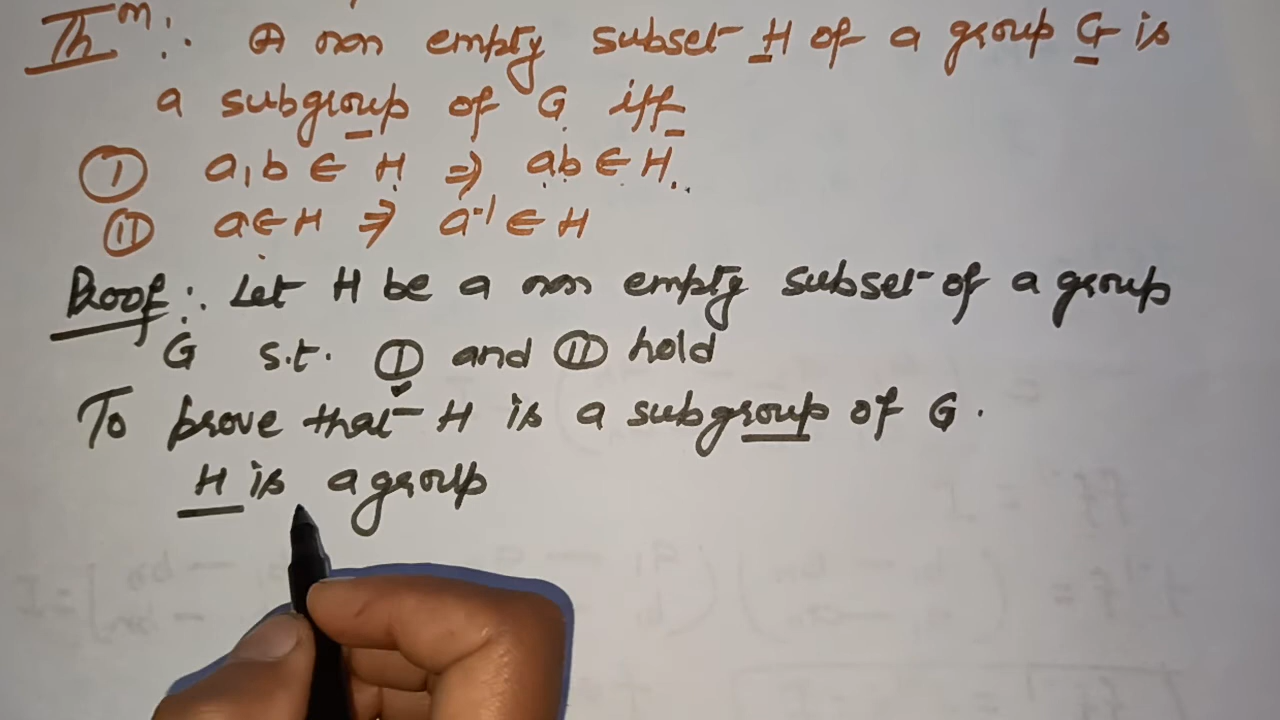 Thm :. A non empty subset H of a group G is
a subgroup of G iff
I a, b ∈ H ⇒ ab ∈ H.
II a ∈ H ⇒ a-1 ∈ H
Proof :. Let H be a non empty subset of a group
G s.t. I and II hold
To prove that H is a subgroup of G.
H is a group